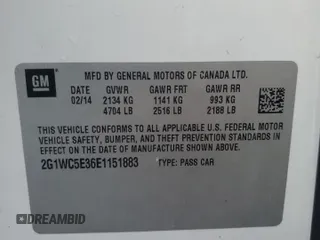 GM
MFD BY GENERAL MOTORS OF CANADA LTD.
DATE GVWR GAWR FRT GAWR RR
02/14 2134 KG 1141 KG 993 KG
4704 LB 2516 LB 2188 LB
THIS VEHICLE CONFORMS TO ALL APPLICABLE U.S. FEDERAL MOTOR
VEHICLE SAFETY, BUMPER, AND THEFT PREVENTION STANDARDS IN
EFFECT ON THE DATE OF MANUFACTURE SHOWN ABOVE.
2G1WC5E36E1151883 TYPE: PASS CAR
DREAMBID